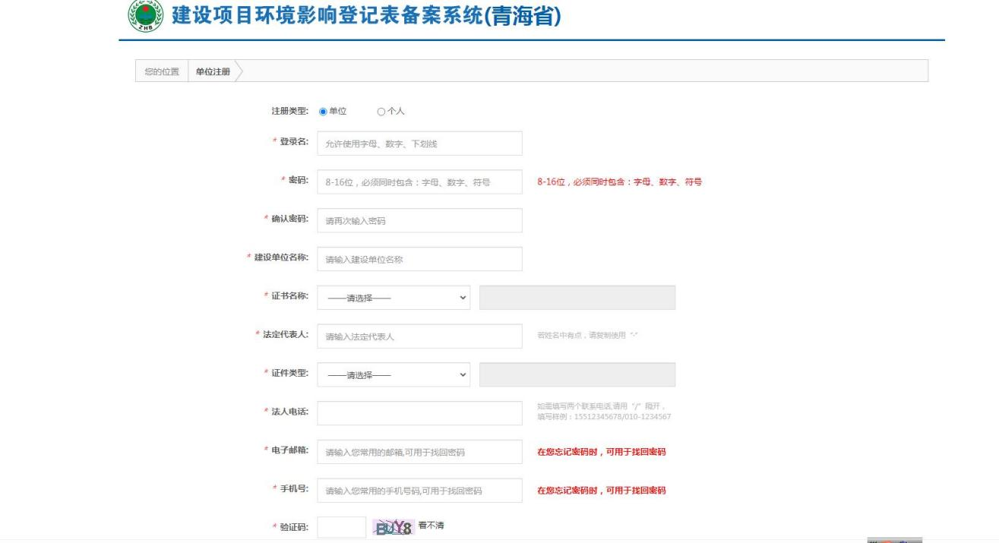 ZHB
建设项目环境影响登记表备案系统(青海省)
您的位置 单位注册
注册类型: 单位 个人
* 登录名: 允许使用字母、数字、下划线
* 密码: 8-16位，必须同时包含：字母、数字、符号 8-16位，必须同时包含：字母、数字、符号
* 确认密码: 请再次输入密码
* 建设单位名称: 请输入建设单位名称
* 证书名称: ——请选择——
* 法定代表人: 请输入法定代表人 若姓名中有点，请复制使用“·”
* 证件类型: ——请选择——
* 法人电话: 如需填写两个联系电话,请用“/”隔开，
填写样例：15512345678/010-1234567
* 电子邮箱: 请输入您常用的邮箱,可用于找回密码 在您忘记密码时，可用于找回密码
* 手机号: 请输入您常用的手机号码,可用于找回密码 在您忘记密码时，可用于找回密码
* 验证码: BUY8 看不清